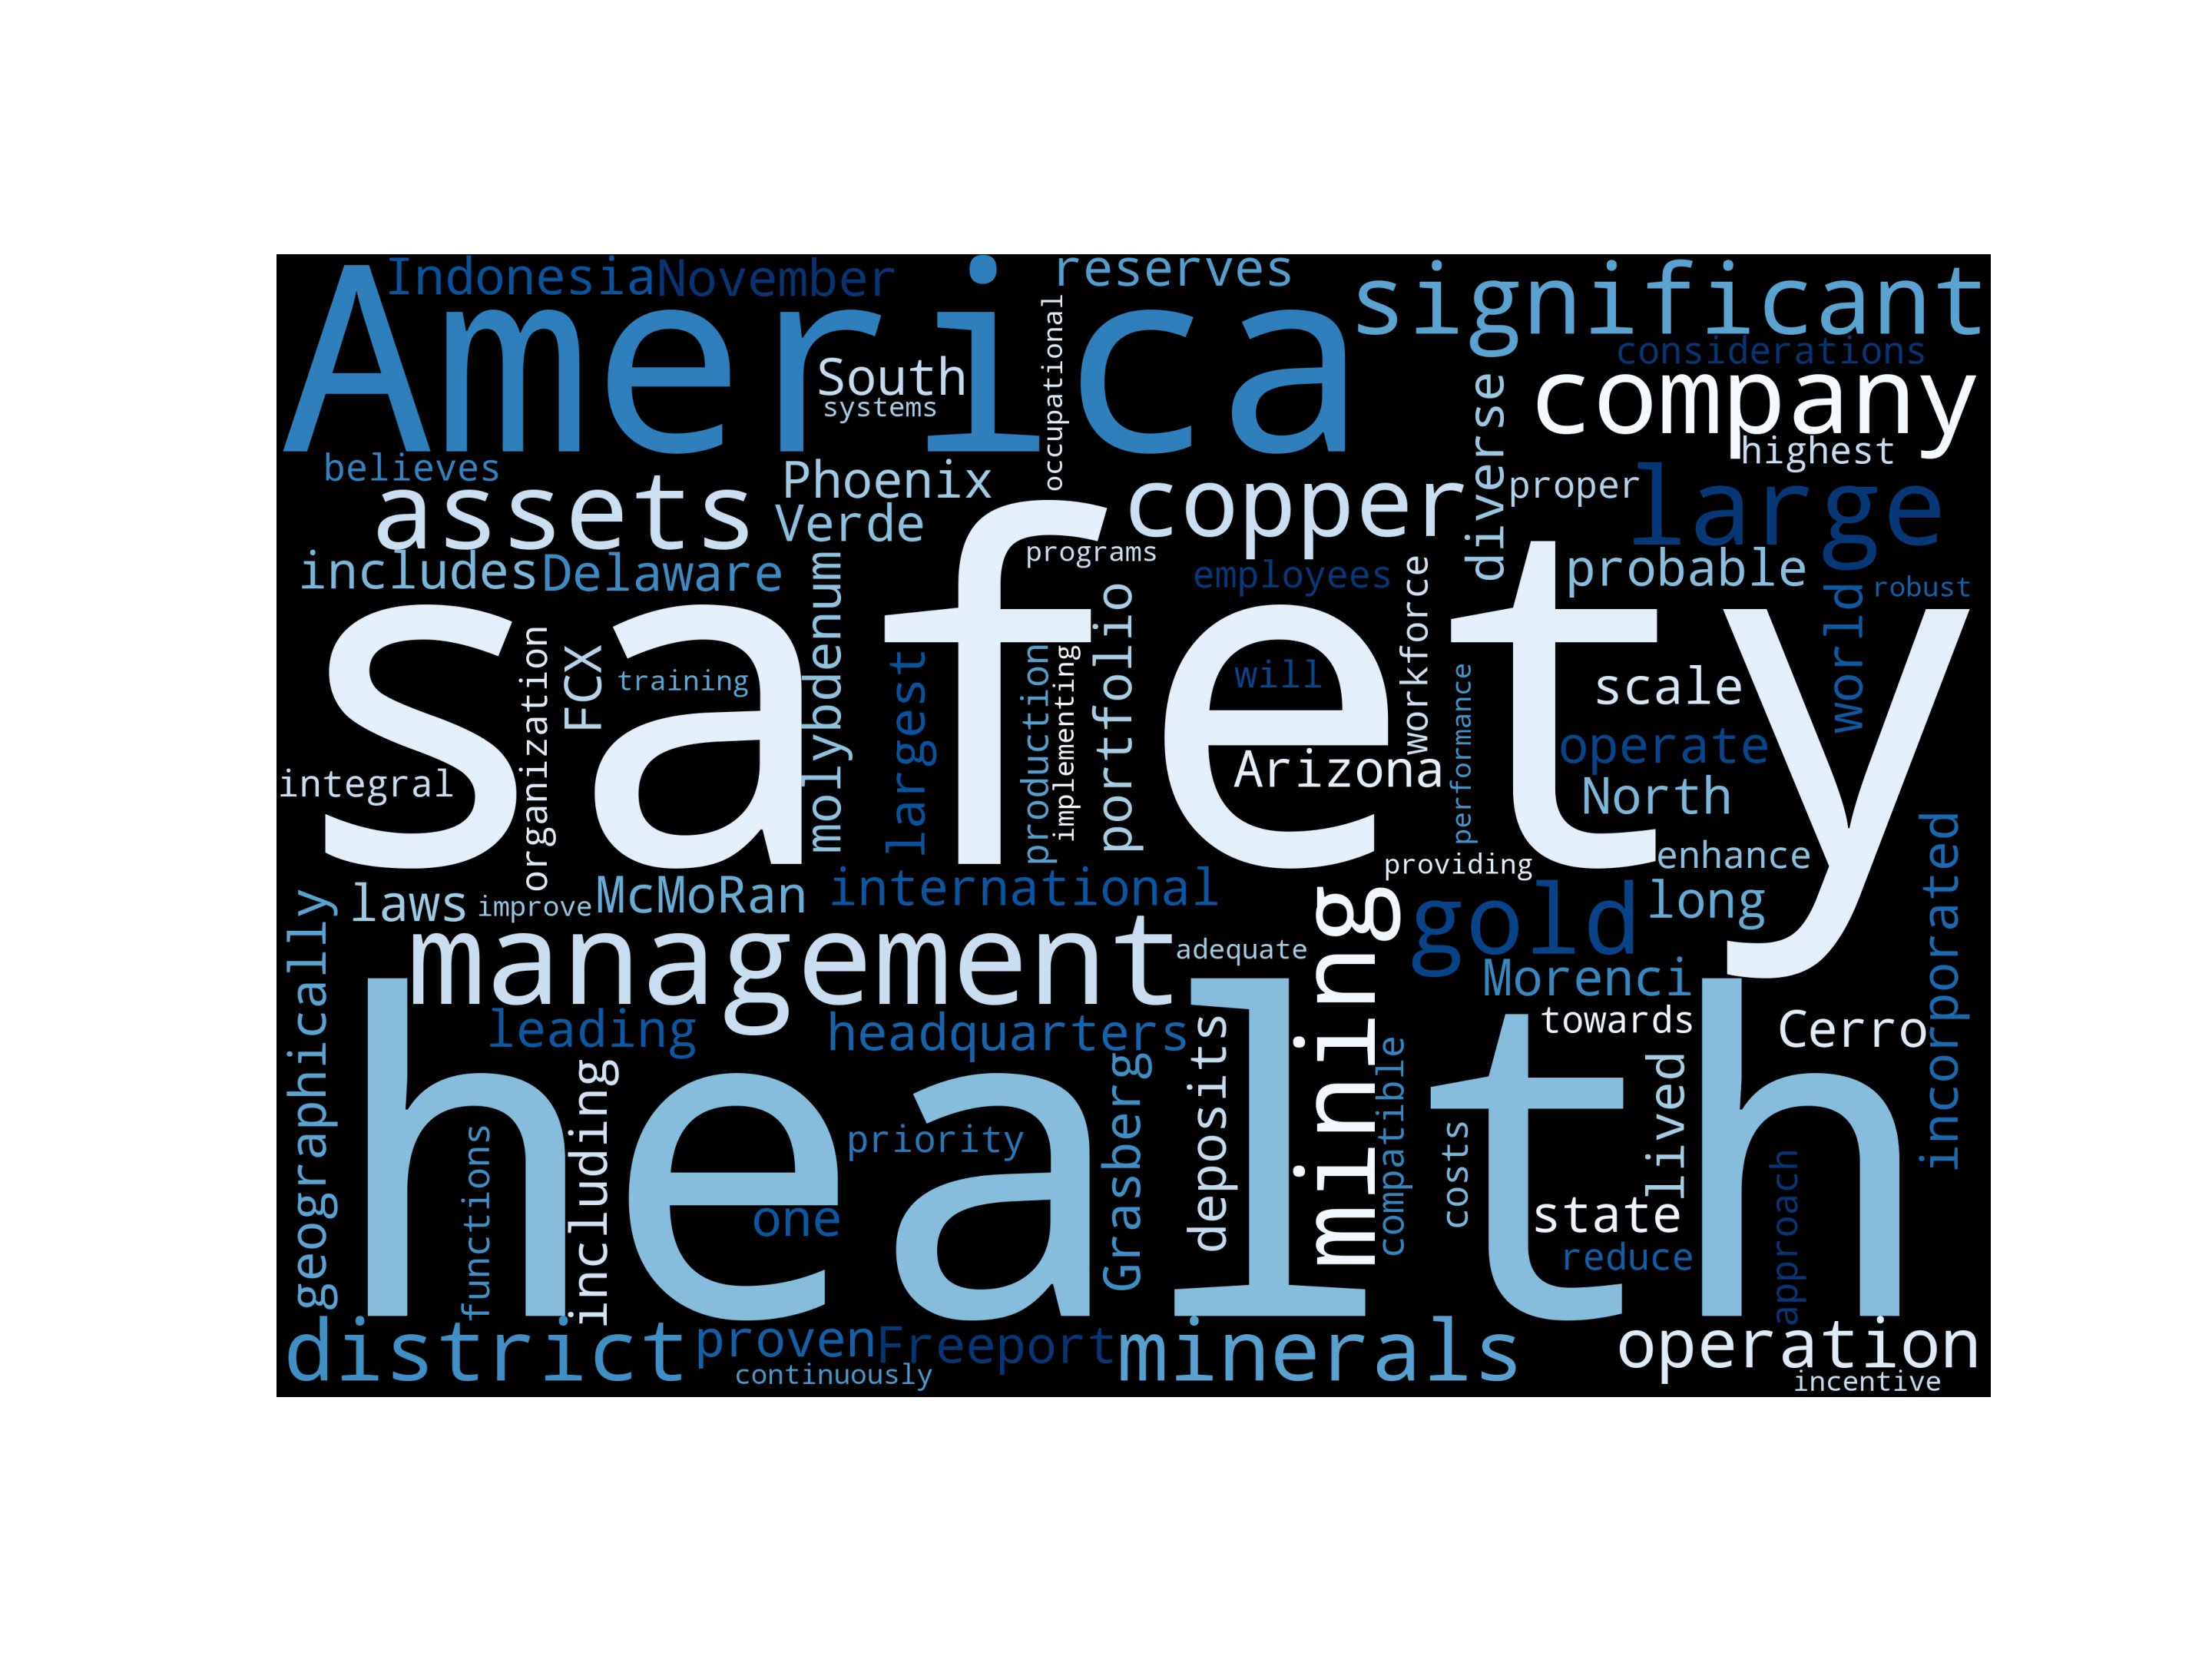 Indonesia
November
reserves
significant
America
considerations
South
systems
occupational
company
diverse
believes
highest
Phoenix
assets
copper
proper
large
Verde
programs
includes
Delaware
molybdenum
employees
workforce
probable
world
robust
safety
organization
FCX
training
largest
production
implementing
portfolio
will
performance
scale
Arizona
operate
integral
North
providing
enhance
incorporated
geographically
laws
improve
McMoRan
international
mining
gold
long
management
adequate
Morenci
leading
headquarters
deposits
towards
Cerro
health
including
Grasberg
compatible
lived
functions
priority
costs
approach
one
state
reduce
district
proven
Freeport
minerals
operation
continuously
incentive